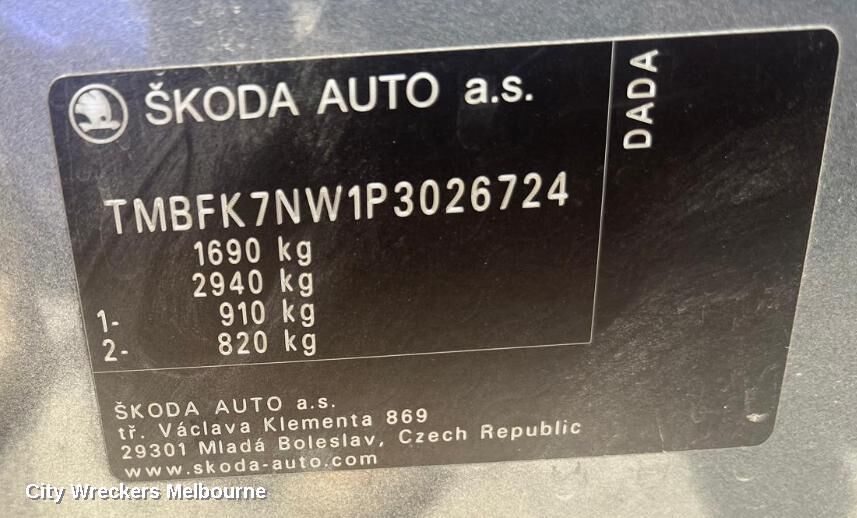 ŠKODA AUTO a.s.
DADA
TMBFK7NW1P3026724
1690 kg
2940 kg
1- 910 kg
2- 820 kg
ŠKODA AUTO a.s.
tř. Václava Klementa 869
29301 Mladá Boleslav, Czech Republic
www.skoda-auto.com
City Wreckers Melbourne